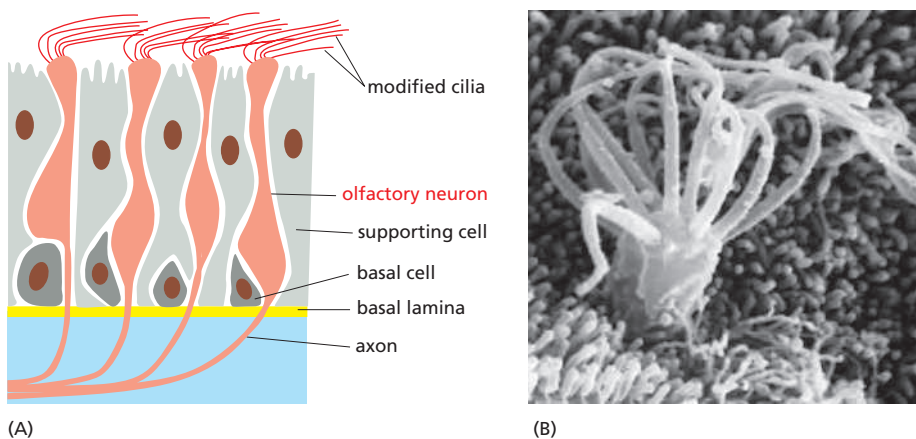 modified cilia
olfactory neuron
supporting cell
basal cell
basal lamina
axon
(A)
(B)